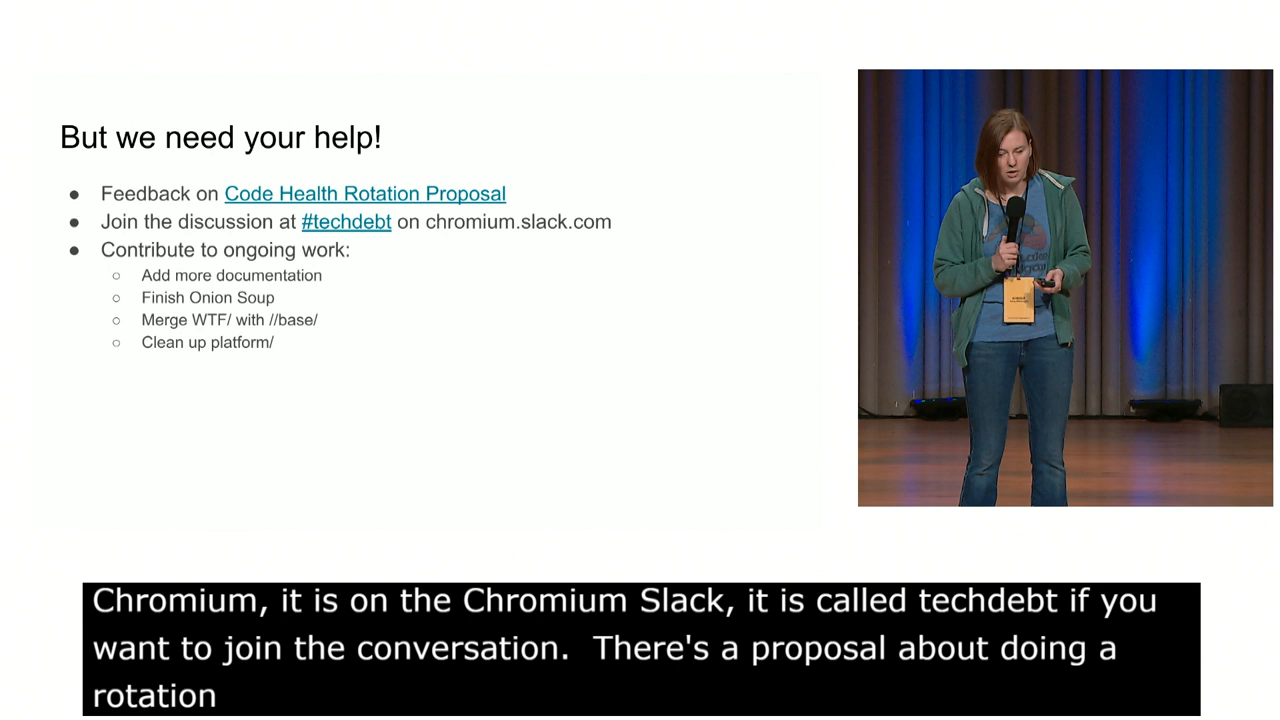 But we need your help!
● Feedback on Code Health Rotation Proposal
● Join the discussion at #techdebt on chromium.slack.com
● Contribute to ongoing work:
○ Add more documentation
○ Finish Onion Soup
○ Merge WTF/ with //base/
○ Clean up platform/
Chromium, it is on the Chromium Slack, it is called techdebt if you
want to join the conversation.  There's a proposal about doing a
rotation